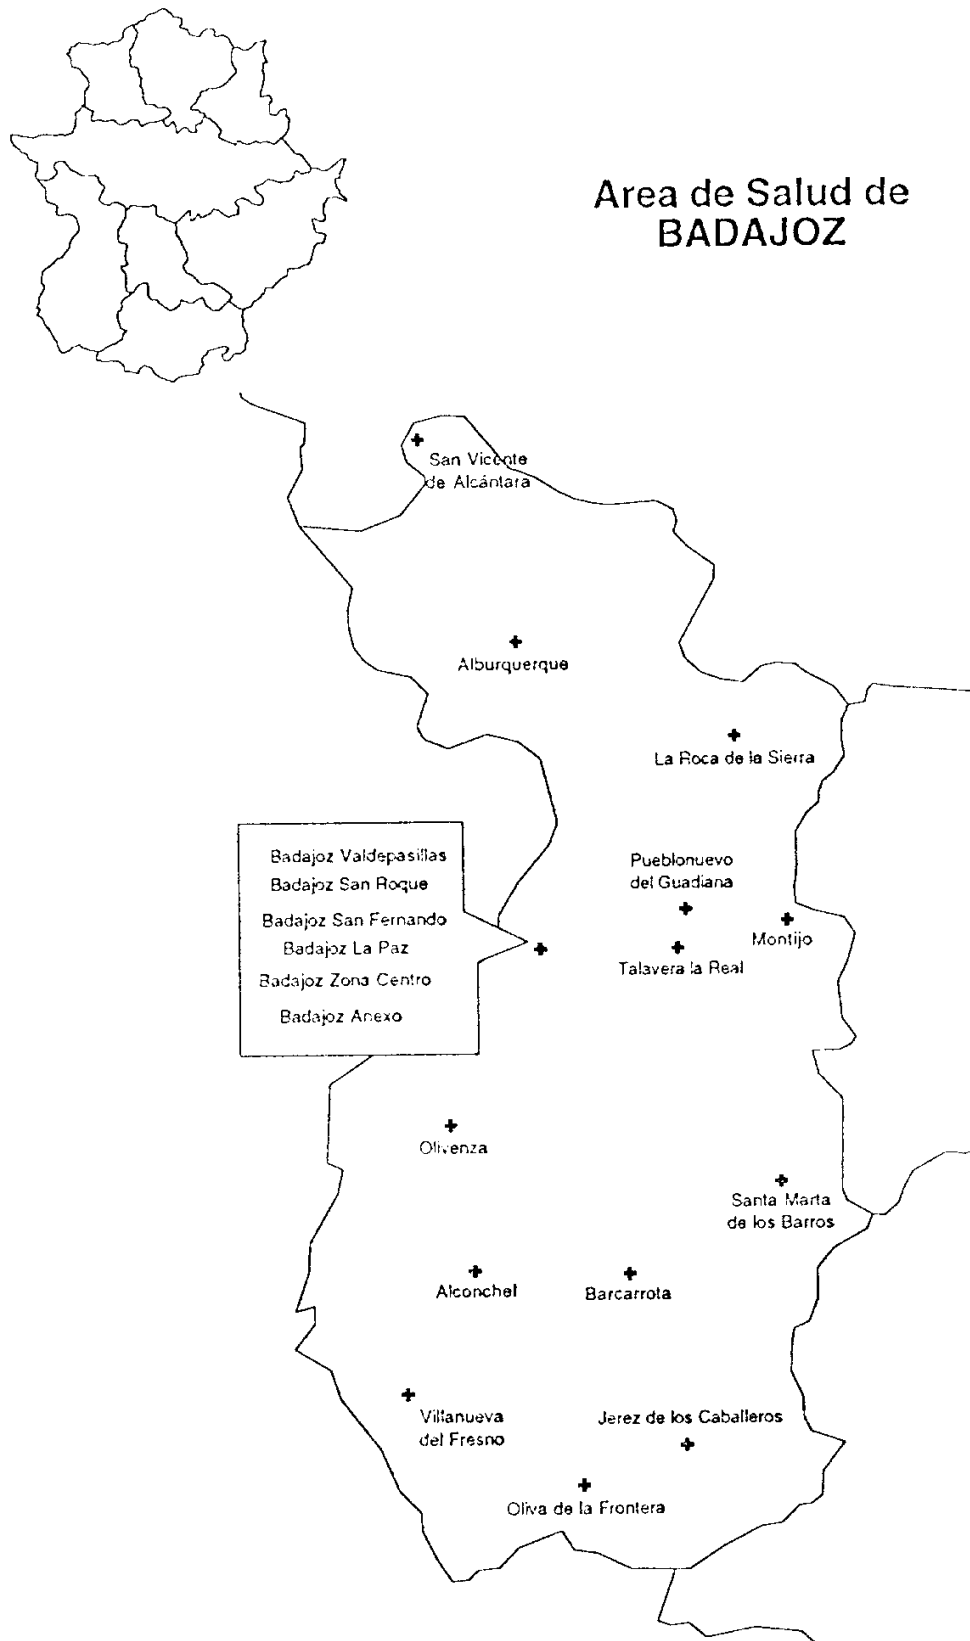 Area de Salud de
BADAJOZ
San Vicente
de Alcántara
Alburquerque
La Roca de la Sierra
Badajoz Valdepasillas
Badajoz San Roque
Badajoz San Fernando
Badajoz La Paz
Badajoz Zona Centro
Badajoz Anexo
Pueblonuevo
del Guadiana
Montijo
Talavera la Real
Olivenza
Santa Marta
de los Barros
Alconchel
Barcarrota
Villanueva
del Fresno
Jerez de los Caballeros
Oliva de la Frontera